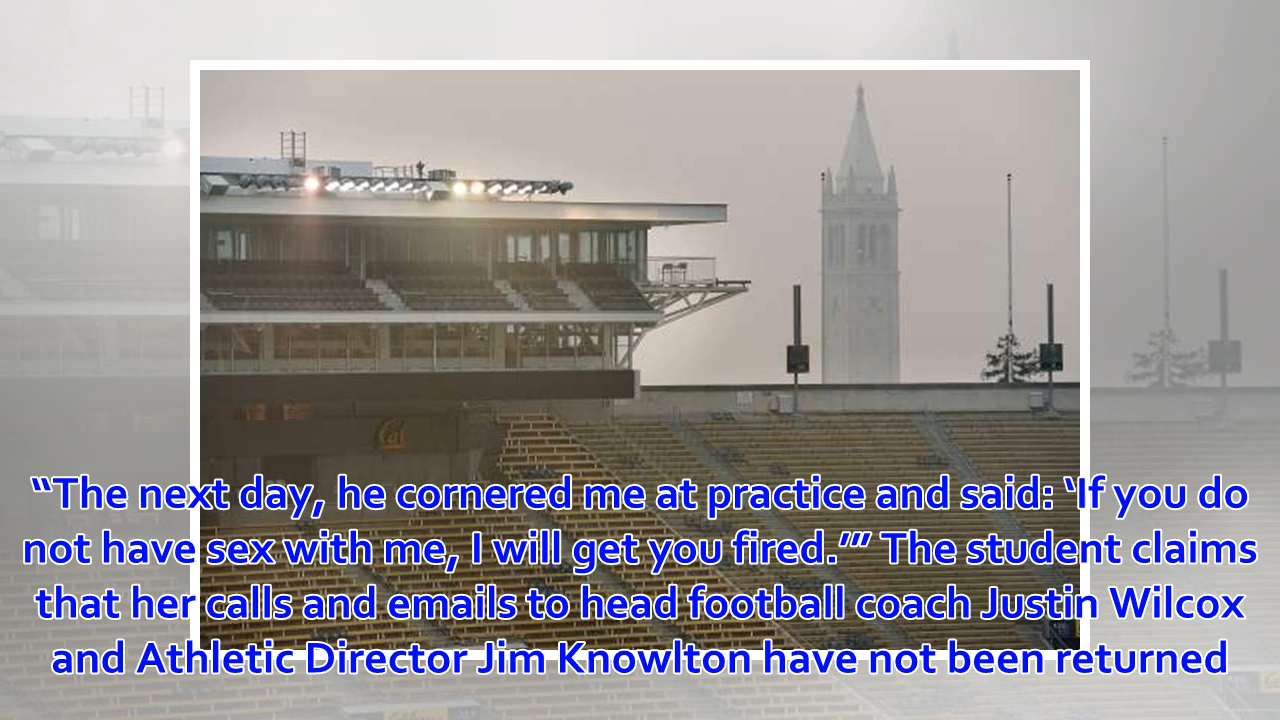 “The next day, he cornered me at practice and said: ‘If you do
not have sex with me, I will get you fired.’” The student claims
that her calls and emails to head football coach Justin Wilcox
and Athletic Director Jim Knowlton have not been returned
Cal